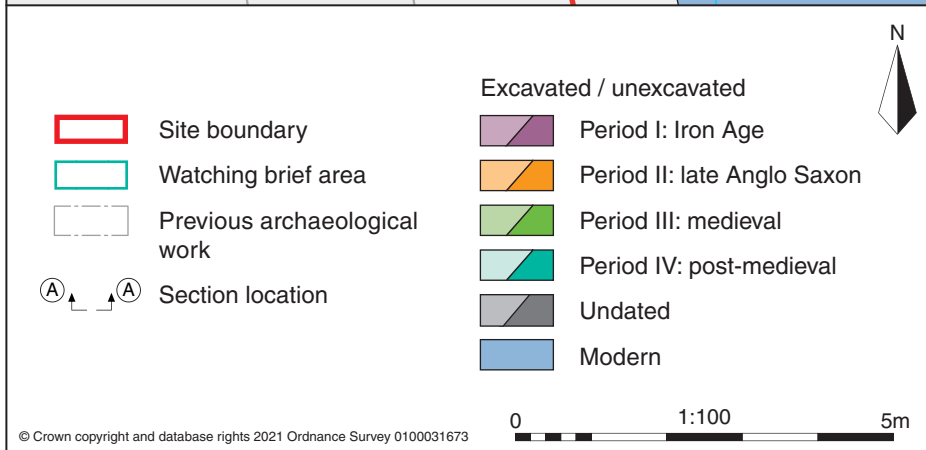 N
Site boundary
Watching brief area
Previous archaeological
work
A A Section location
Excavated / unexcavated
Period I: Iron Age
Period II: late Anglo Saxon
Period III: medieval
Period IV: post-medieval
Undated
Modern
© Crown copyright and database rights 2021 Ordnance Survey 0100031673
0 1:100 5m